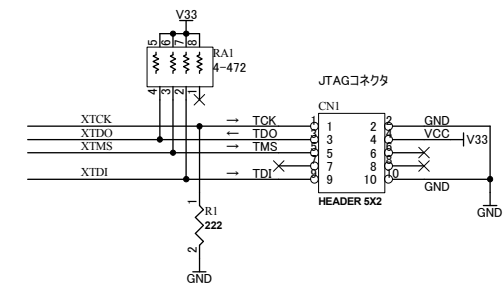 V33
5 6 7 8
RA1
4-472
4 3 2 1
JTAGコネクタ
CN1
XTCK → TCK 1 1 2 2 GND
XTDO ← TDO 3 3 4 4 VCC V33
XTMS → TMS 5 5 6 6
7 7 8 8
XTDI → TDI 9 9 10 10
GND
HEADER 5X2
1
R1
222
2
GND
GND